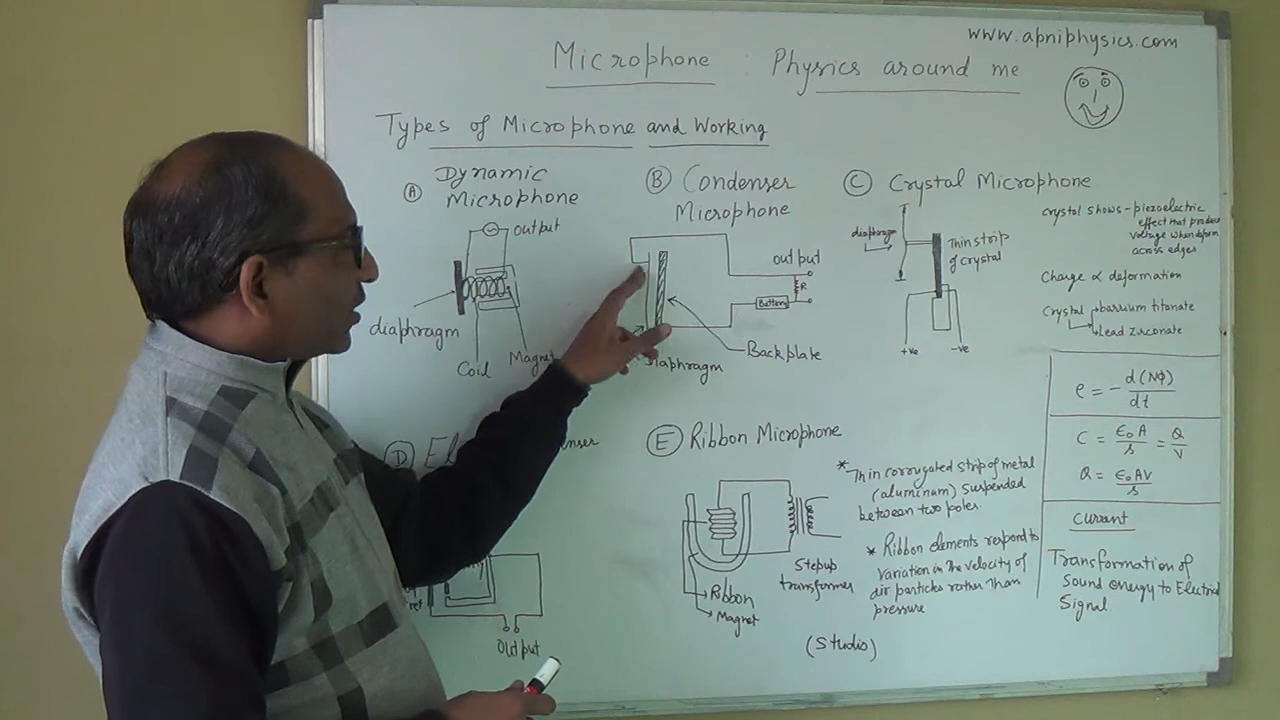 www.apniphysics.com
Microphone : Physics around me
Types of Microphone and Working
A Dynamic
Microphone
output
diaphragm
Coil
Magnet
B Condenser
Microphone
output
R
Battery
Back plate
Diaphragm
C Crystal Microphone
diaphragm
Thin strip
of crystal
+ve
-ve
Crystal shows - piezoelectric
effect that produce
voltage when deform
across edges
Charge ∝ deformation
Crystal barium titanate
Lead zirconate
e = - d(NΦ)/dt
C = ε₀A/s = Q/V
Q = ε₀AV/s
Current
Transformation of
Sound energy to Electrical
Signal.
D
Output
E Ribbon Microphone
Ribbon
Magnet
Stepup
transformer
* Thin corrugated strip of metal
(aluminum) suspended
between two poles.
* Ribbon elements respond to
variation in the velocity of
air particles rather than
pressure
(Studio)